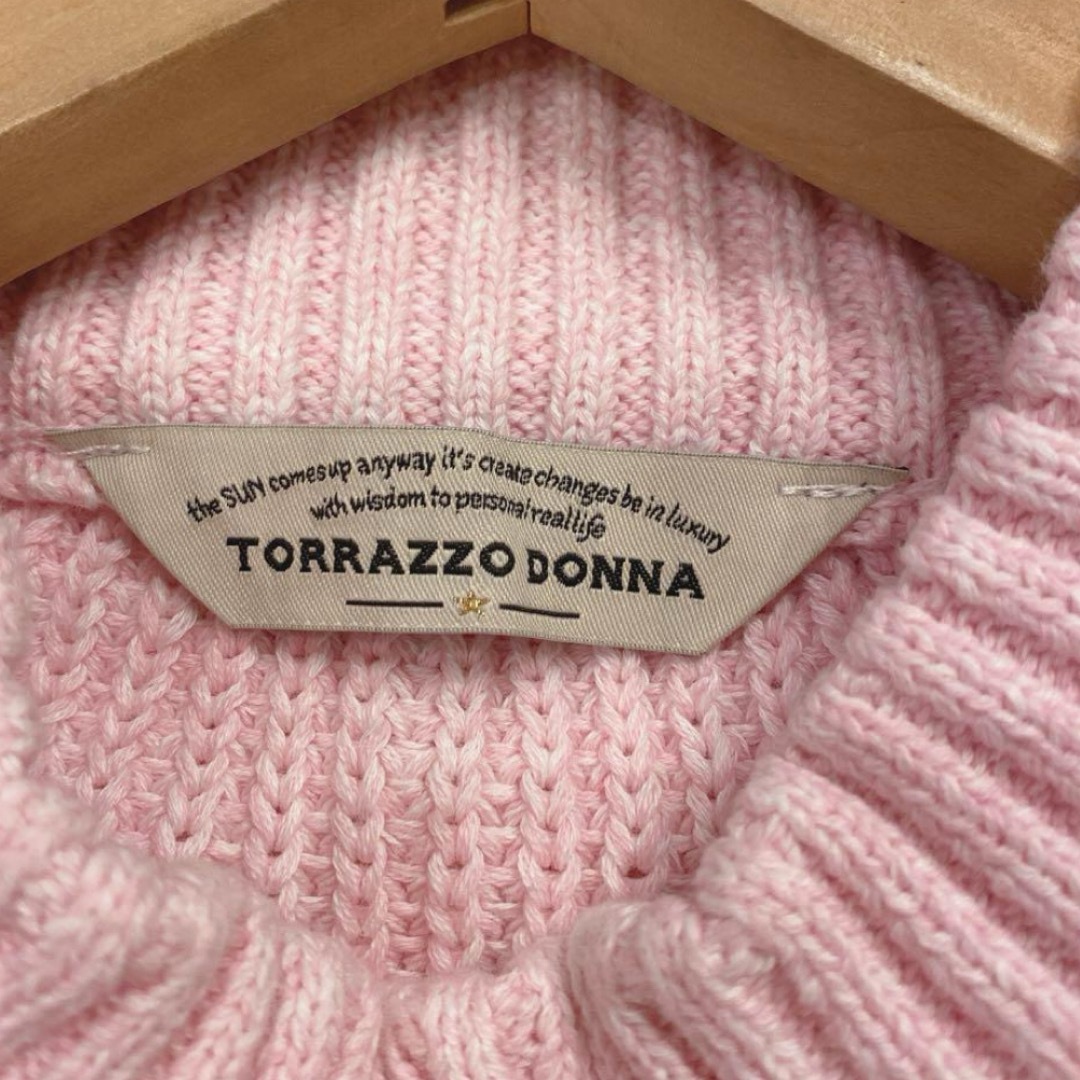 the SUN comes up anyway it's create changes be in luxury
with wisdom to personal real life
TORRAZZO DONNA